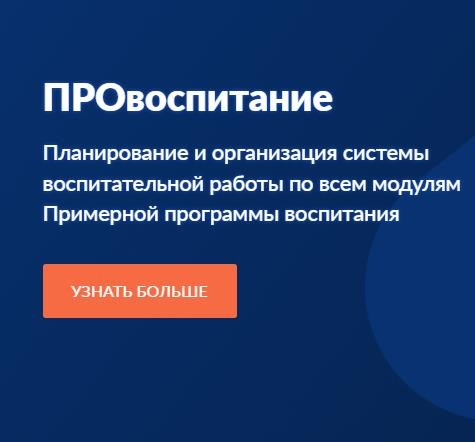 ПРОвоспитание
Планирование и организация системы
воспитательной работы по всем модулям
Примерной программы воспитания
УЗНАТЬ БОЛЬШЕ